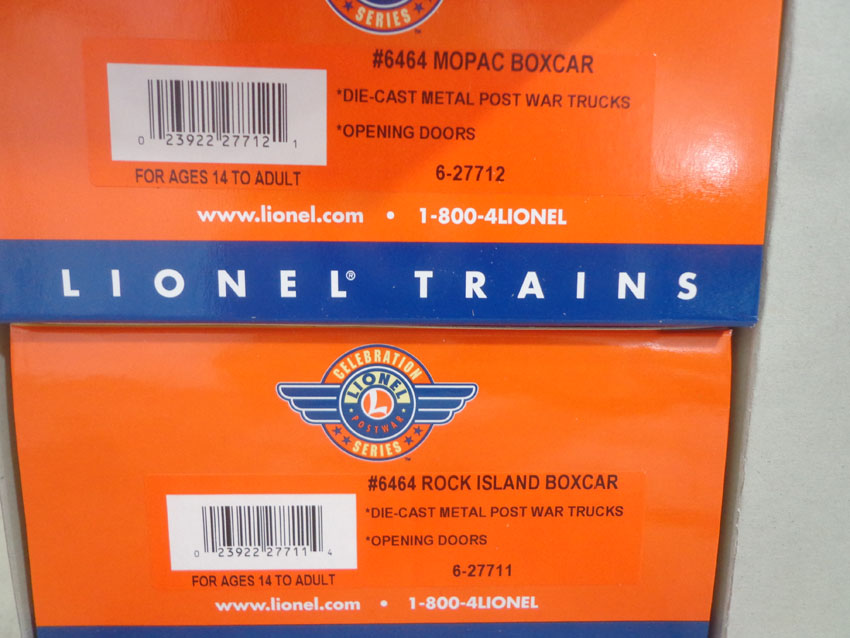 SERIES
#6464 MOPAC BOXCAR
*DIE-CAST METAL POST WAR TRUCKS
*OPENING DOORS
0 23922 27712 1
FOR AGES 14 TO ADULT
6-27712
www.lionel.com • 1-800-4LIONEL
LIONEL® TRAINS
CELEBRATION
LIONEL
L
POSTWAR
SERIES
™
#6464 ROCK ISLAND BOXCAR
*DIE-CAST METAL POST WAR TRUCKS
*OPENING DOORS
0 23922 27711 4
FOR AGES 14 TO ADULT
6-27711
www.lionel.com • 1-800-4LIONEL